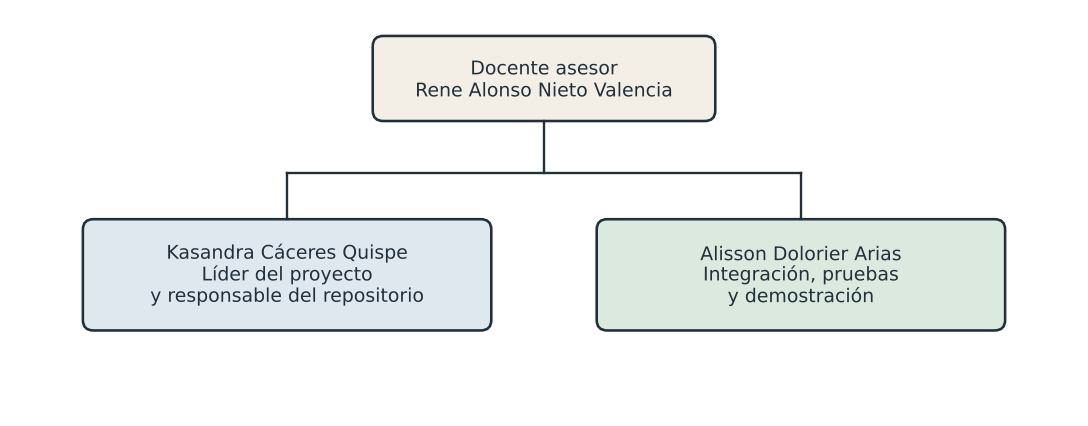 Docente asesor
Rene Alonso Nieto Valencia
Kasandra Cáceres Quispe
Líder del proyecto
y responsable del repositorio
Alisson Dolorier Arias
Integración, pruebas
y demostración